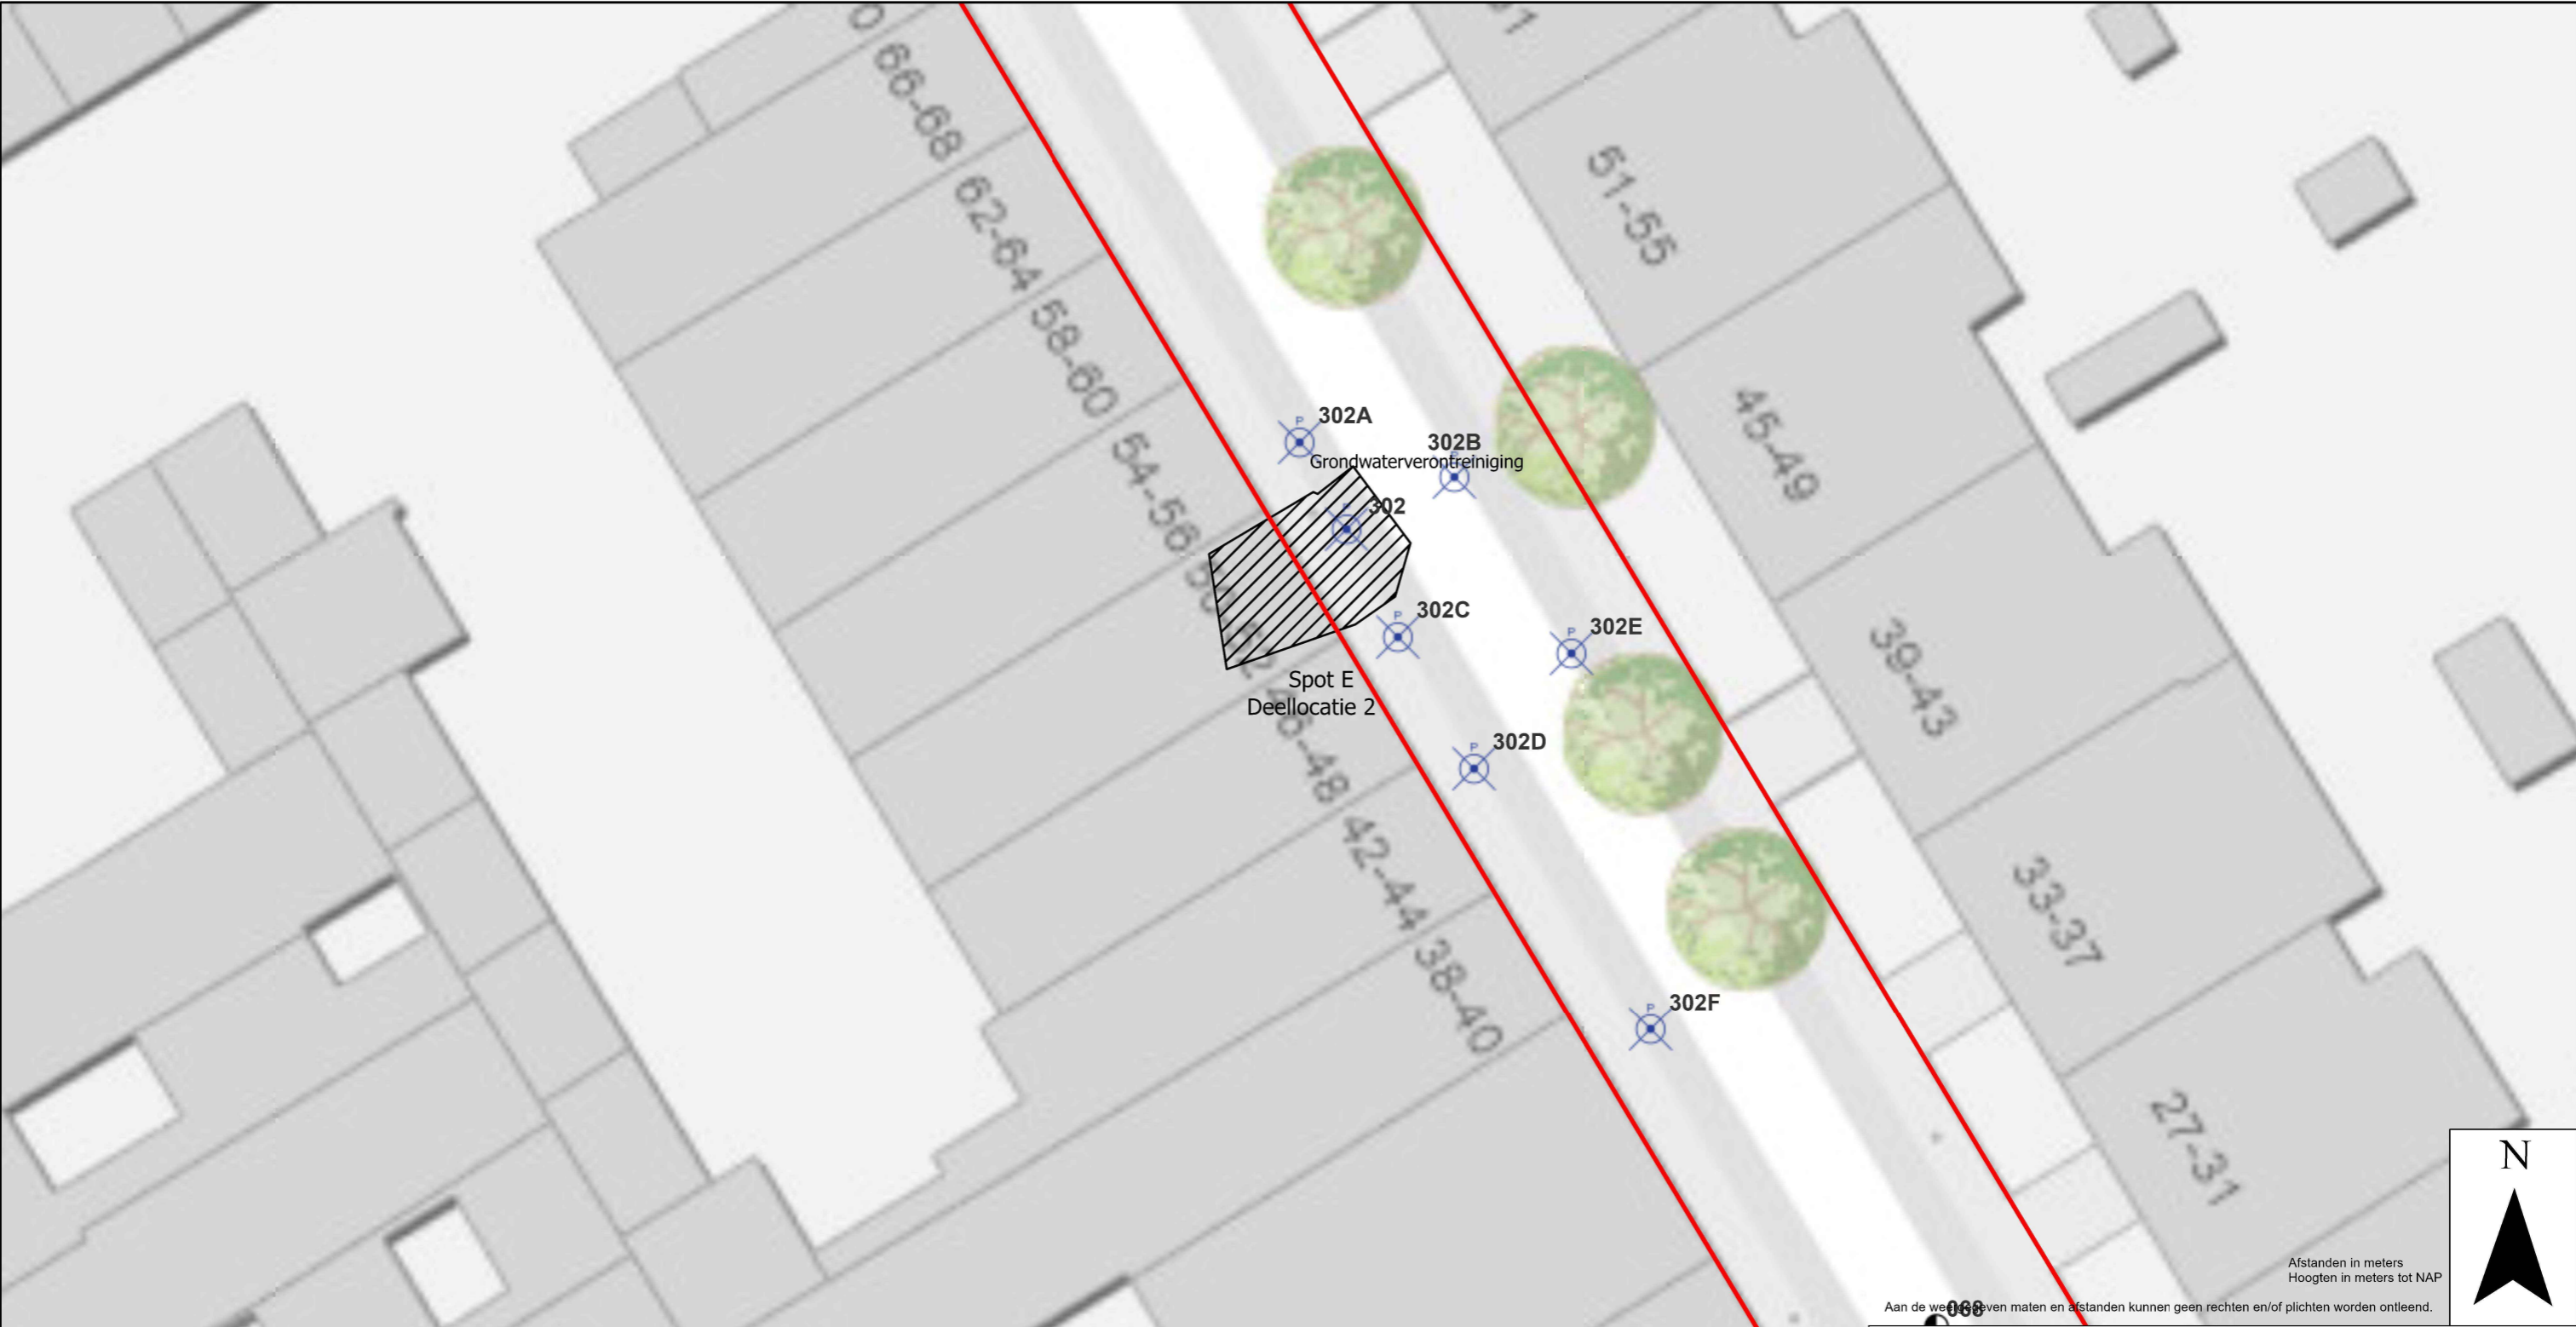 66-68
62-64
51-55
58-60
302A
45-49
302B
54-56
Grondwaterverontreiniging
302
302C
302E
39-43
Spot E
Deellocatie 2
46-48
302D
42-44
33-37
38-40
302F
27-31
N
Afstanden in meters
Hoogten in meters tot NAP
Aan de weergegeven maten en afstanden kunnen geen rechten en/of plichten worden ontleend.
068